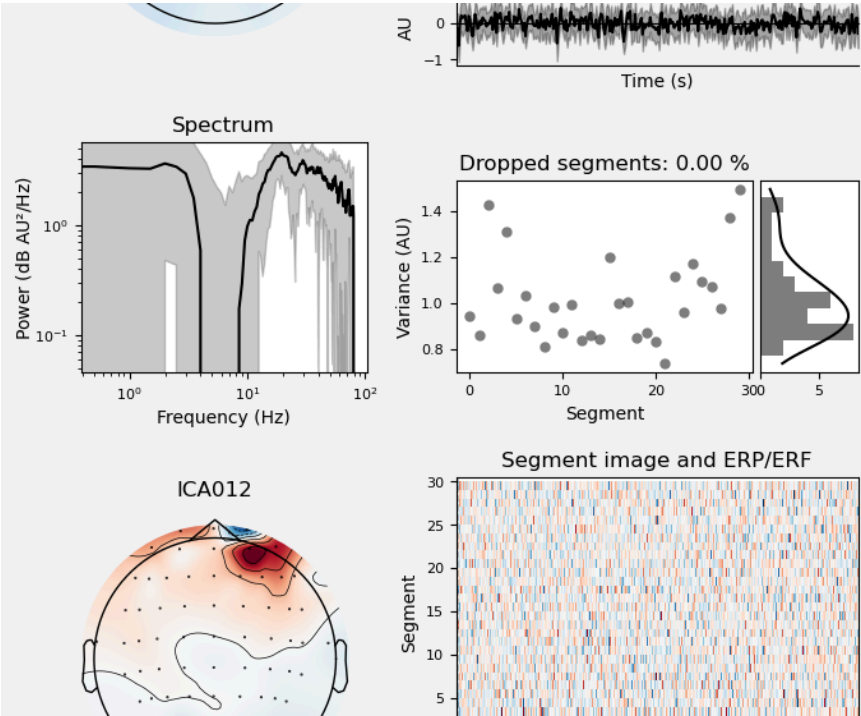 AU
0
−1
Time (s)
Spectrum
Power (dB AU²/Hz)
10⁰
10⁻¹
10⁰
10¹
10²
Frequency (Hz)
Dropped segments: 0.00 %
Variance (AU)
1.4
1.2
1.0
0.8
0
10
20
300
5
Segment
ICA012
Segment image and ERP/ERF
Segment
30
25
20
15
10
5